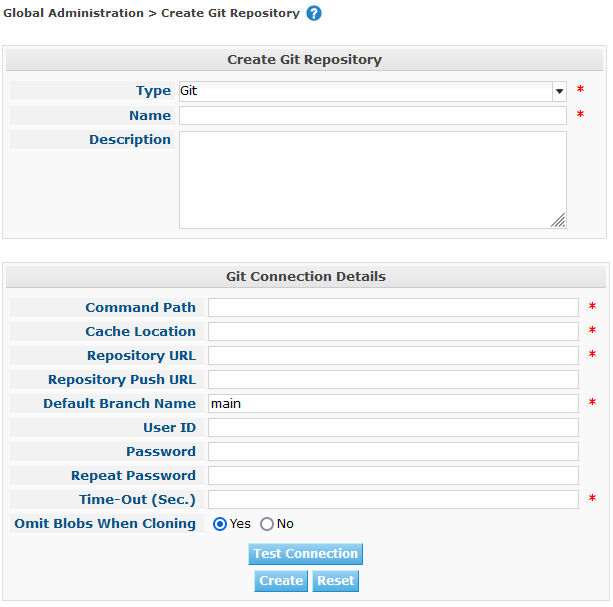 Global Administration > Create Git Repository ?
Create Git Repository
Type Git *
Name *
Description
Git Connection Details
Command Path *
Cache Location *
Repository URL *
Repository Push URL
Default Branch Name main *
User ID
Password
Repeat Password
Time-Out (Sec.) *
Omit Blobs When Cloning Yes No
Test Connection
Create Reset